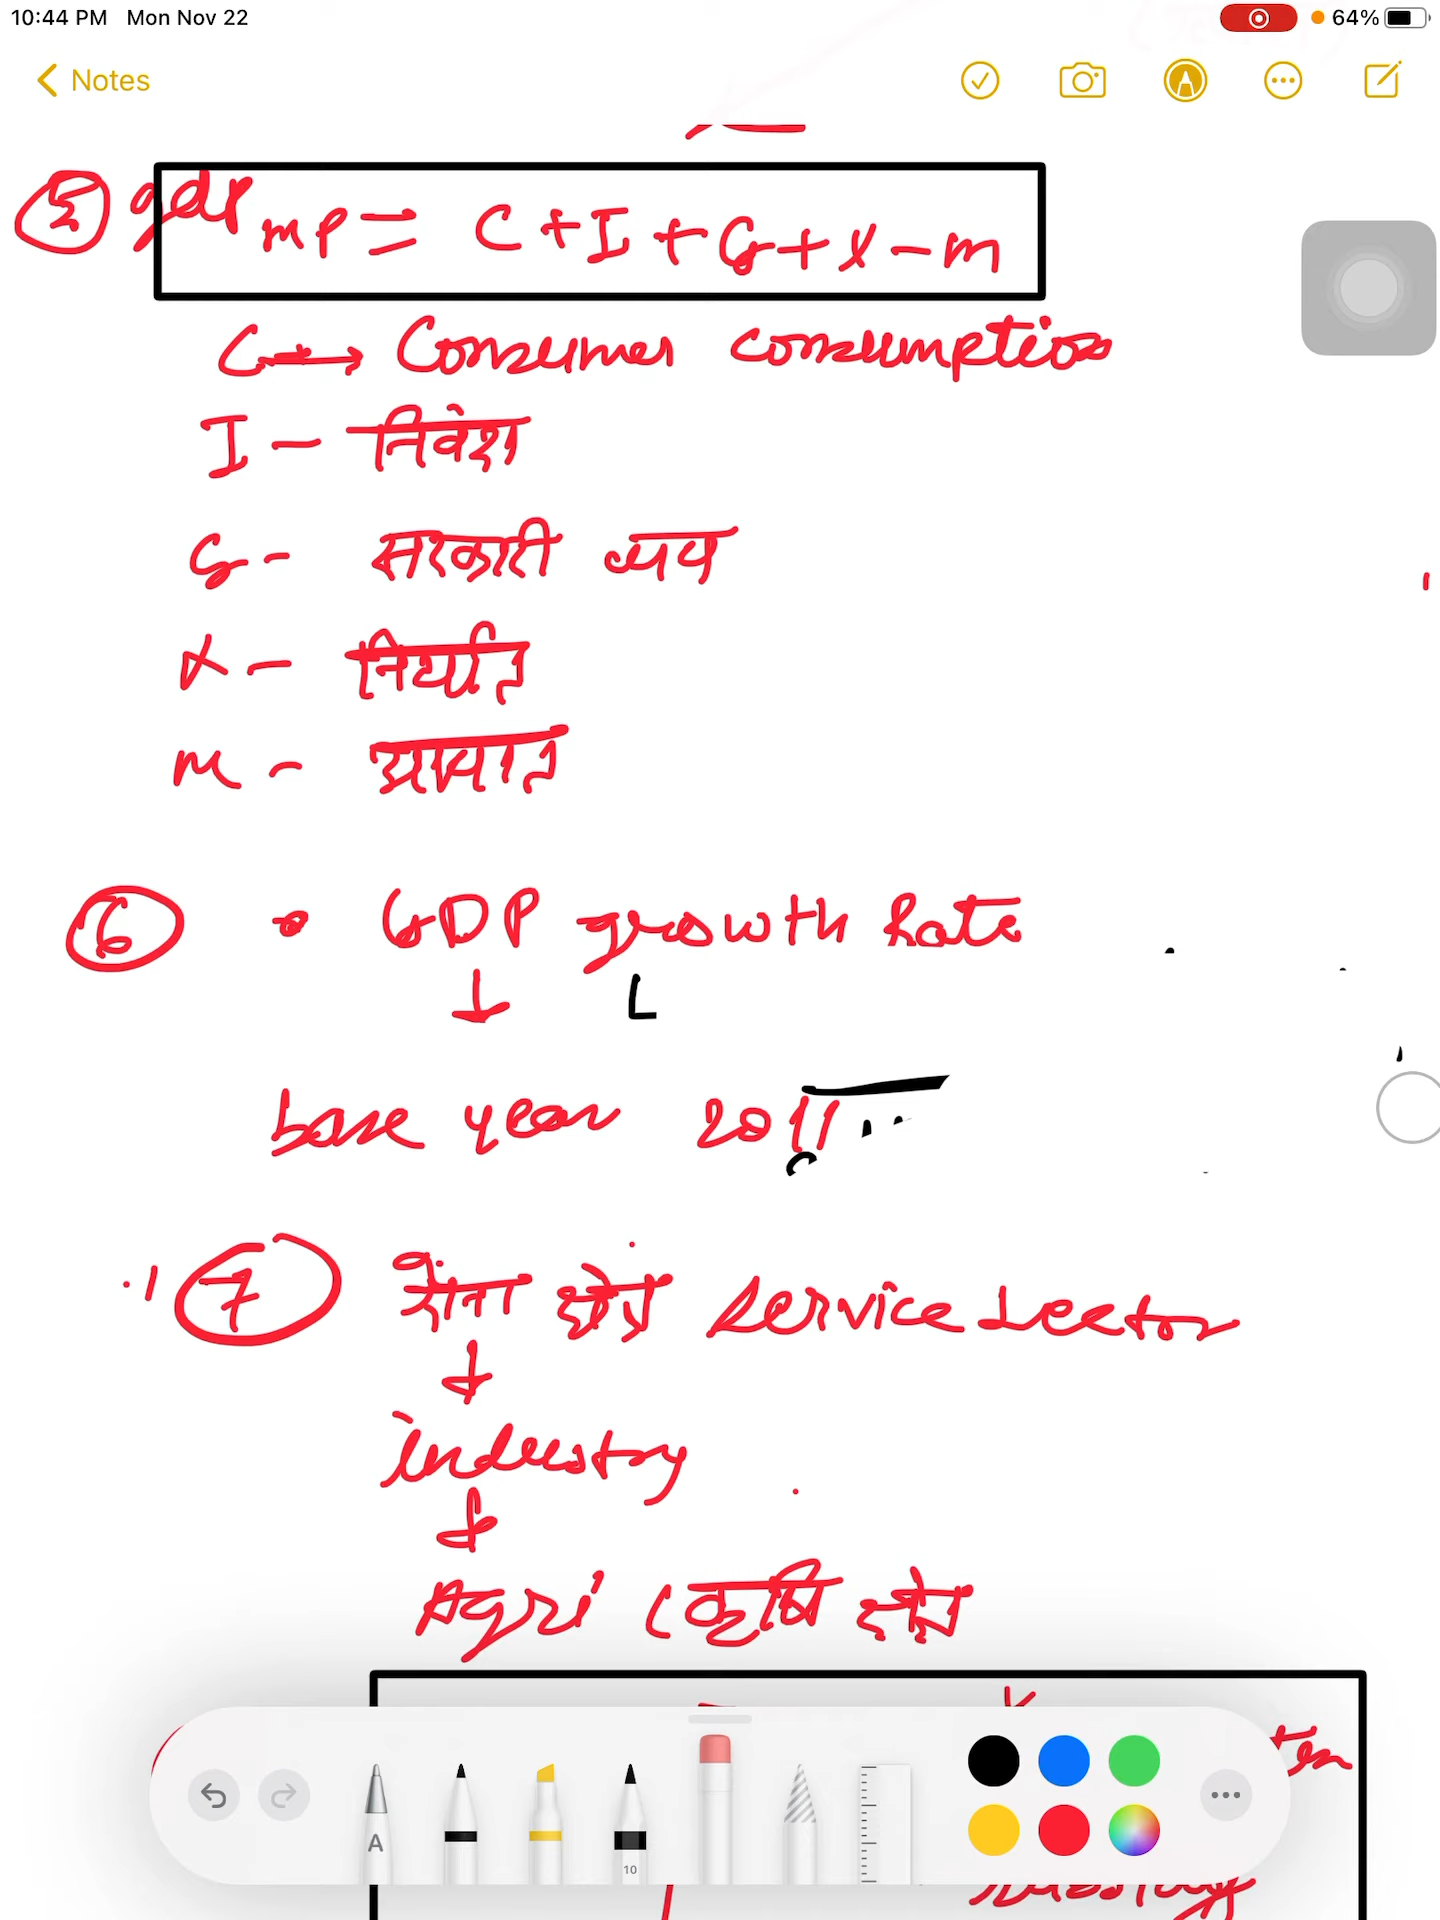 10:44 PM Mon Nov 22
64%
Notes
5 gdp mp = C + I + G + X - m
C → Consumer consumption
I - निवेश
G - सरकारी व्यय
X - निर्यात
m - आयात
6 • GDP growth Rate
↓
base year 2011
7 सेवा क्षेत्र Service Sector
↓
industry
↓
Agri ( कृषि क्षेत्र
A
10